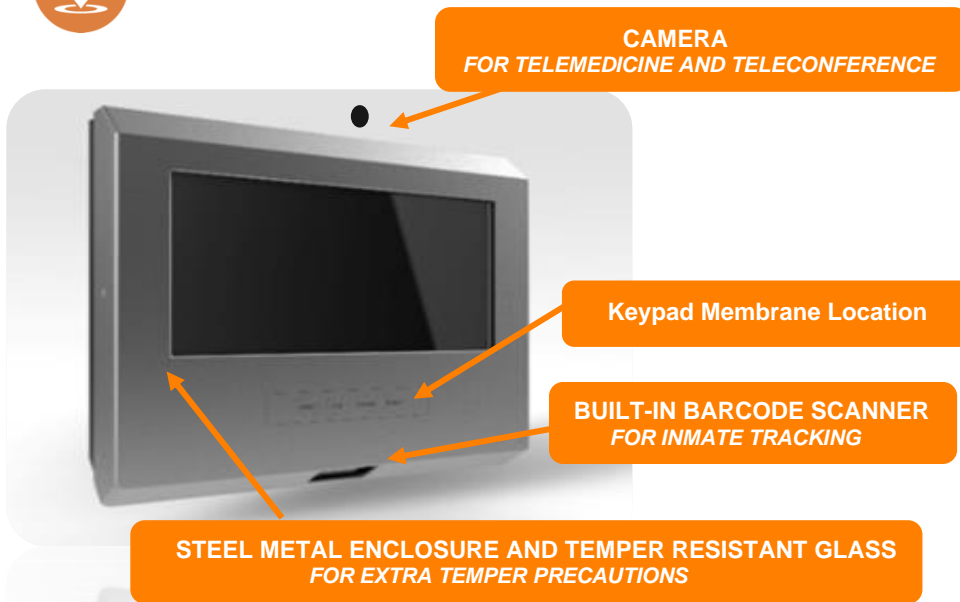 CAMERA
FOR TELEMEDICINE AND TELECONFERENCE
Keypad Membrane Location
BUILT-IN BARCODE SCANNER
FOR INMATE TRACKING
STEEL METAL ENCLOSURE AND TEMPER RESISTANT GLASS
FOR EXTRA TEMPER PRECAUTIONS